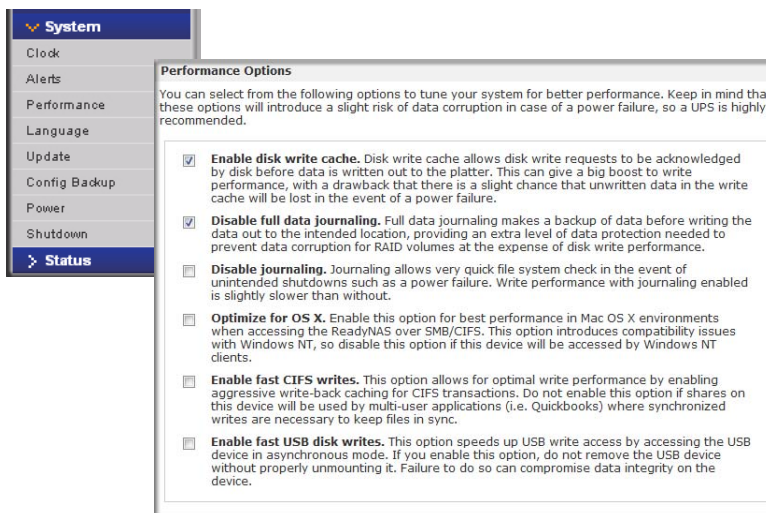 System
Clock
Alerts
Performance
Language
Update
Config Backup
Power
Shutdown
Status
Performance Options
You can select from the following options to tune your system for better performance. Keep in mind tha
these options will introduce a slight risk of data corruption in case of a power failure, so a UPS is highly
recommended.
Enable disk write cache. Disk write cache allows disk write requests to be acknowledged
by disk before data is written out to the platter. This can give a big boost to write
performance, with a drawback that there is a slight chance that unwritten data in the write
cache will be lost in the event of a power failure.
Disable full data journaling. Full data journaling makes a backup of data before writing the
data out to the intended location, providing an extra level of data protection needed to
prevent data corruption for RAID volumes at the expense of disk write performance.
Disable journaling. Journaling allows very quick file system check in the event of
unintended shutdowns such as a power failure. Write performance with journaling enabled
is slightly slower than without.
Optimize for OS X. Enable this option for best performance in Mac OS X environments
when accessing the ReadyNAS over SMB/CIFS. This option introduces compatibility issues
with Windows NT, so disable this option if this device will be accessed by Windows NT
clients.
Enable fast CIFS writes. This option allows for optimal write performance by enabling
aggressive write-back caching for CIFS transactions. Do not enable this option if shares on
this device will be used by multi-user applications (i.e. Quickbooks) where synchronized
writes are necessary to keep files in sync.
Enable fast USB disk writes. This option speeds up USB write access by accessing the USB
device in asynchronous mode. If you enable this option, do not remove the USB device
without properly unmounting it. Failure to do so can compromise data integrity on the
device.